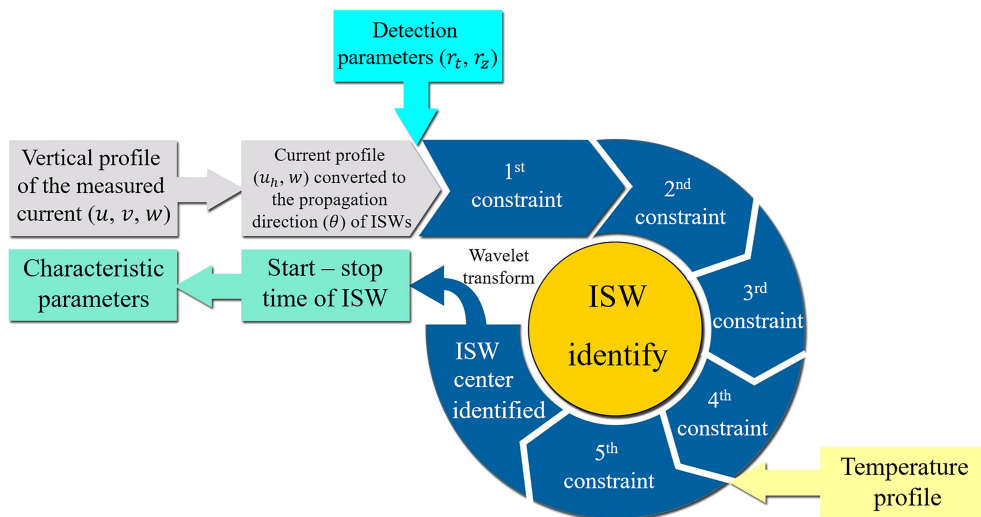 Detection
parameters (r_t, r_z)
Vertical profile
of the measured
current (u, v, w)
Current profile
(u_h, w) converted to
the propagation
direction (θ) of ISWs
1st
constraint
2nd
constraint
3rd
constraint
4th
constraint
5th
constraint
Temperature
profile
ISW
center
identified
Wavelet
transform
Start – stop
time of ISW
Characteristic
parameters
ISW
identify